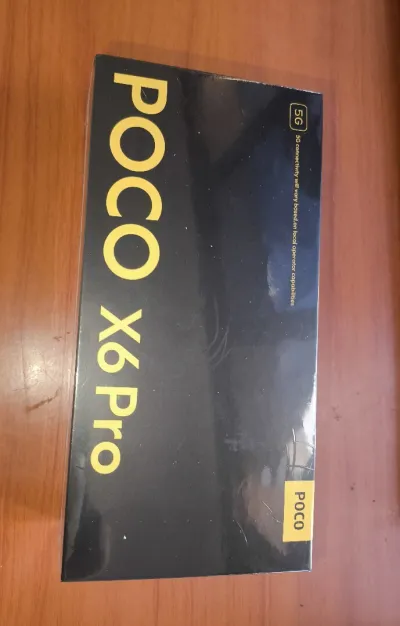 5G
5G connectivity will vary based on local operator capabilities
POCO
POCO X6 Pro